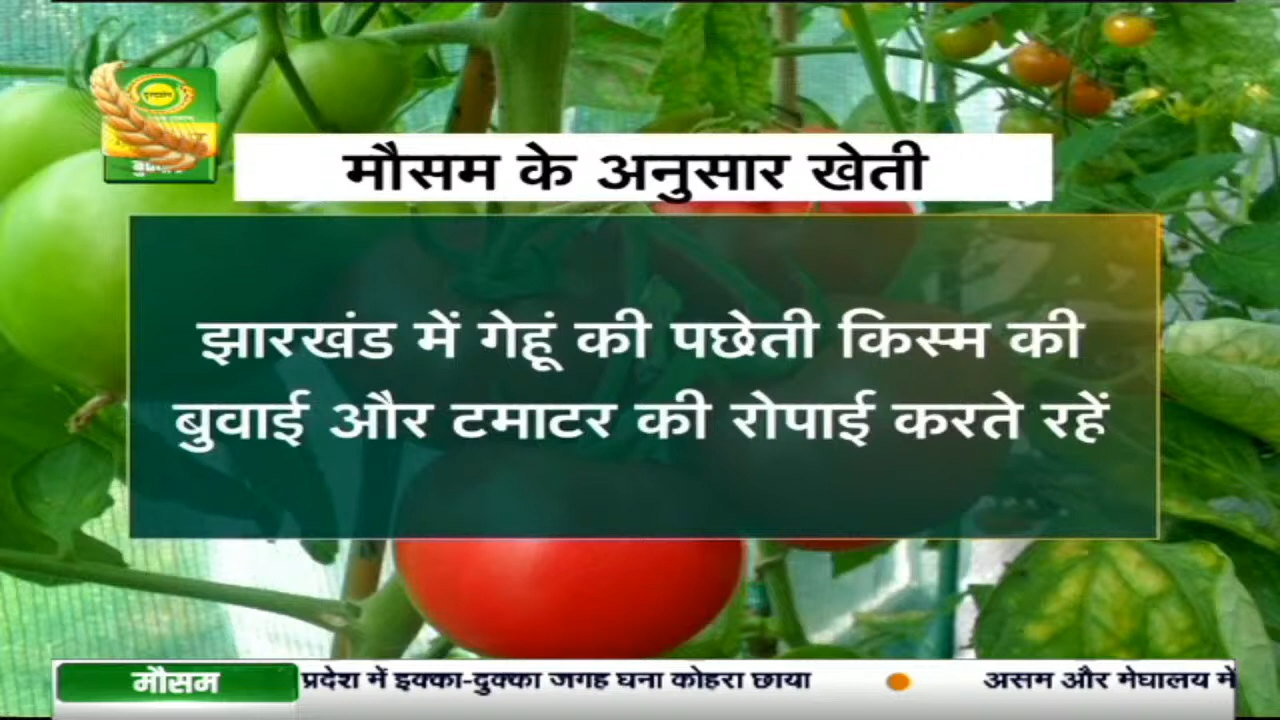 मौसम के अनुसार खेती
झारखंड में गेहूं की पछेती किस्म की
बुवाई और टमाटर की रोपाई करते रहें
मौसम
प्रदेश में इक्का-दुक्का जगह घना कोहरा छाया
असम और मेघालय में